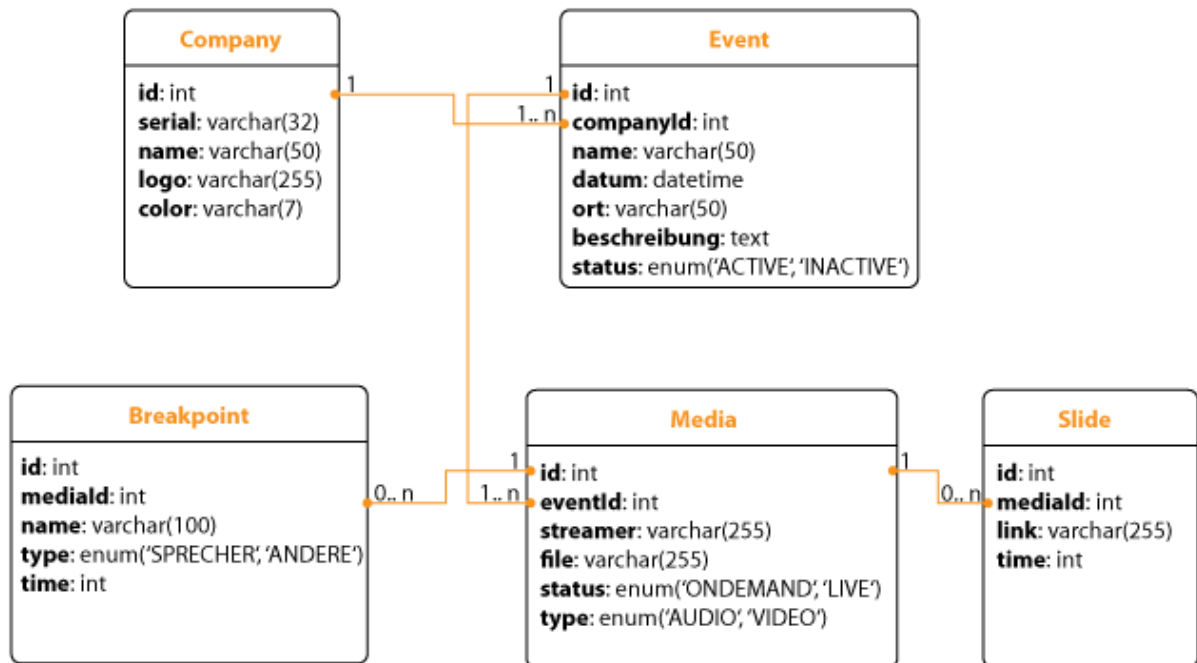 Company
id: int
serial: varchar(32)
name: varchar(50)
logo: varchar(255)
color: varchar(7)
1
1.. n
Event
1
id: int
companyId: int
name: varchar(50)
datum: datetime
ort: varchar(50)
beschreibung: text
status: enum(‘ACTIVE‘, ‘INACTIVE‘)
Breakpoint
id: int
mediaId: int
name: varchar(100)
type: enum(‘SPRECHER‘, ‘ANDERE‘)
time: int
0.. n
1
1.. n
Media
id: int
eventId: int
streamer: varchar(255)
file: varchar(255)
status: enum(‘ONDEMAND‘, ‘LIVE‘)
type: enum(‘AUDIO‘, ‘VIDEO‘)
1
0.. n
Slide
id: int
mediaId: int
link: varchar(255)
time: int